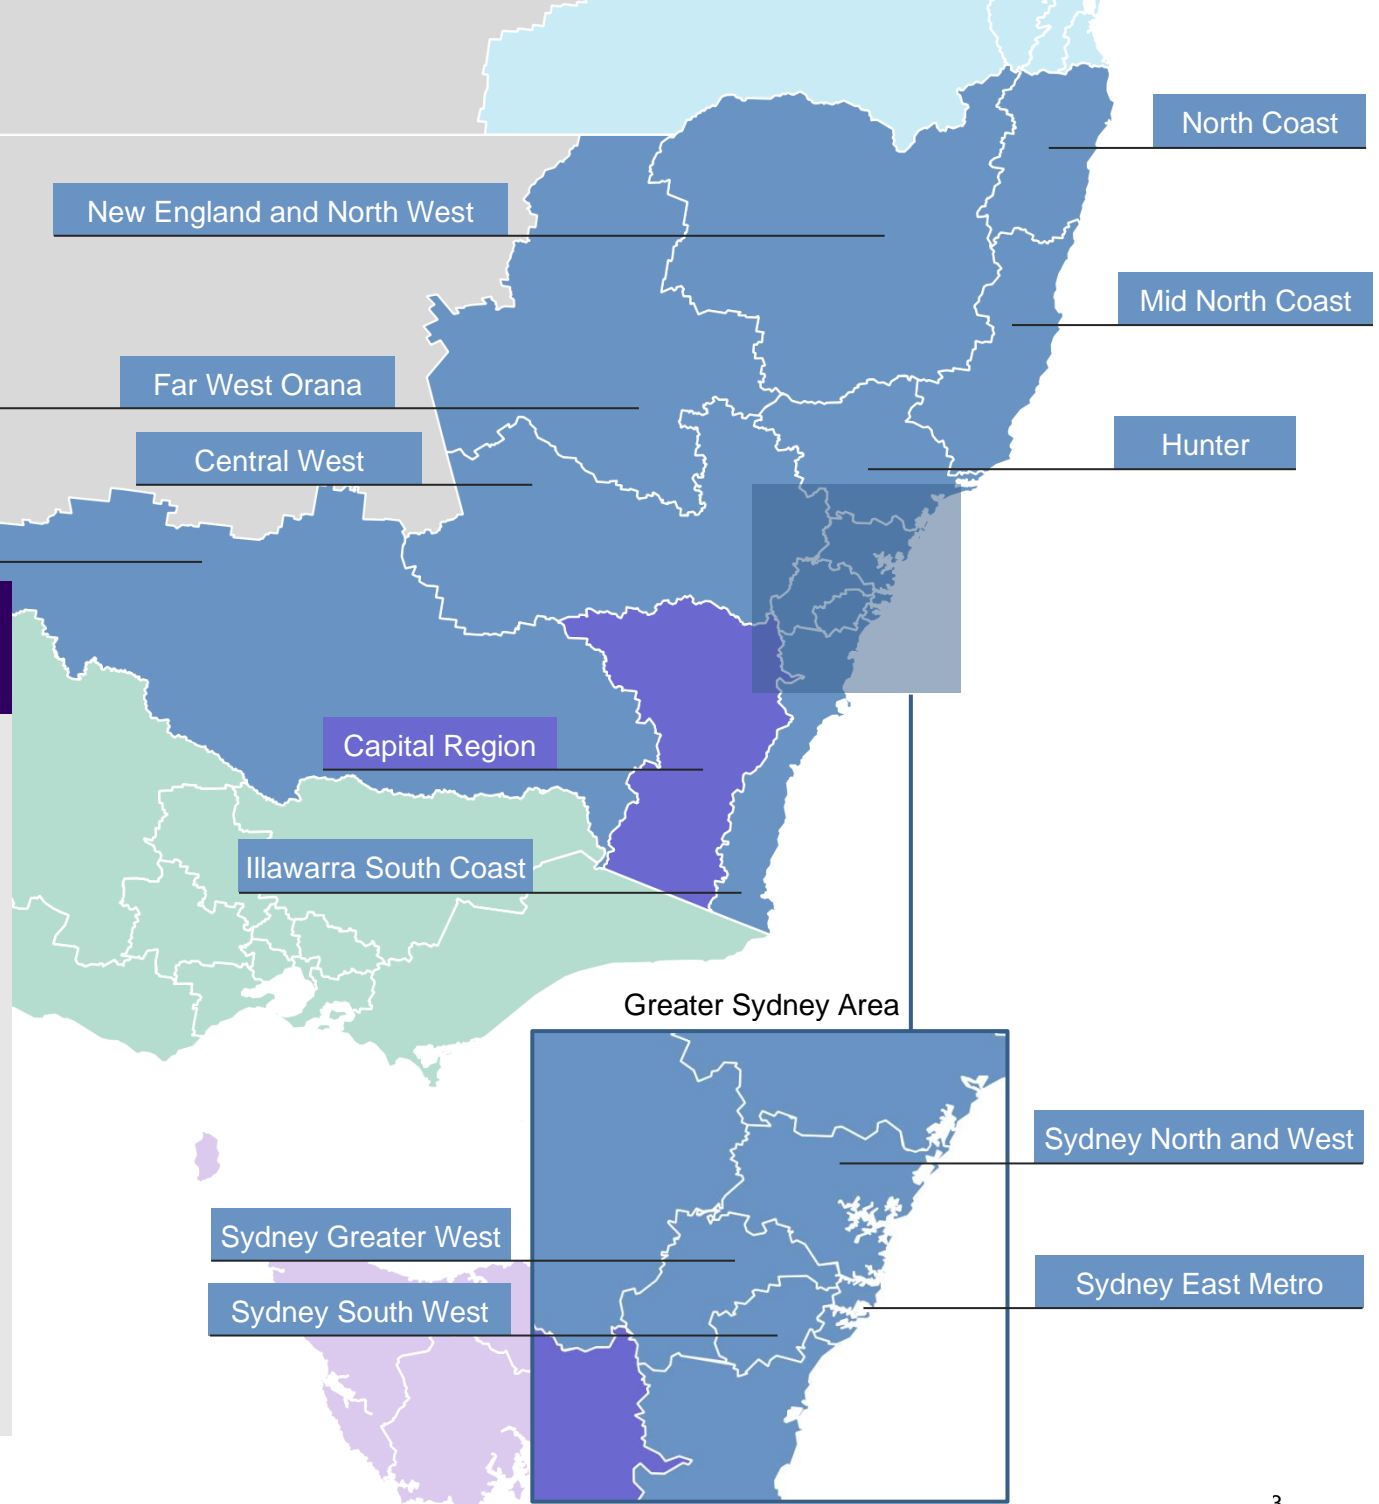 North Coast
New England and North West
Mid North Coast
Far West Orana
Hunter
Central West
Capital Region
Illawarra South Coast
Greater Sydney Area
Sydney North and West
Sydney Greater West
Sydney East Metro
Sydney South West
3